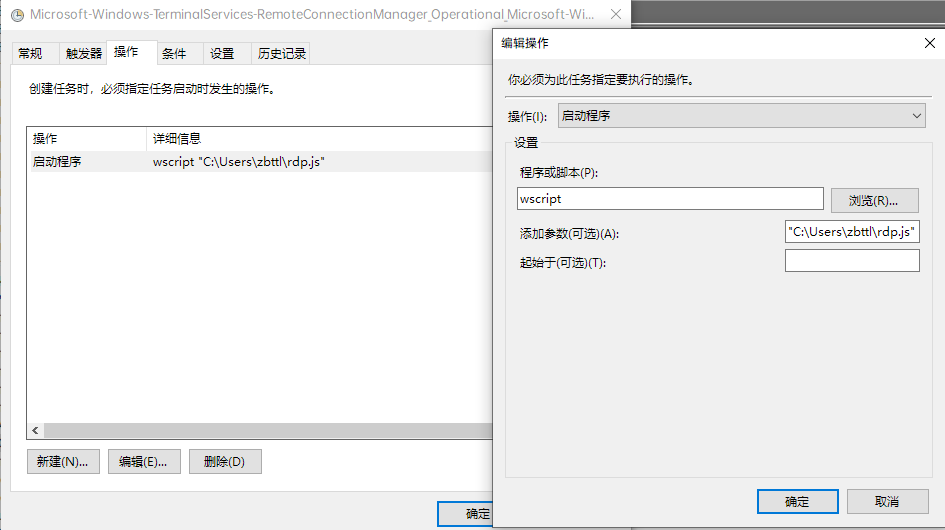 Microsoft-Windows-TerminalServices-RemoteConnectionManager_Operational_Microsoft-Wi...
常规 触发器 操作 条件 设置 历史记录
创建任务时，必须指定任务启动时发生的操作。
操作 详细信息
启动程序 wscript "C:\Users\zbttl\rdp.js"
新建(N)... 编辑(E)... 删除(D)
确定
编辑操作
你必须为此任务指定要执行的操作。
操作(I): 启动程序
设置
程序或脚本(P):
wscript 浏览(R)...
添加参数(可选)(A): "C:\Users\zbttl\rdp.js"
起始于(可选)(T):
确定 取消